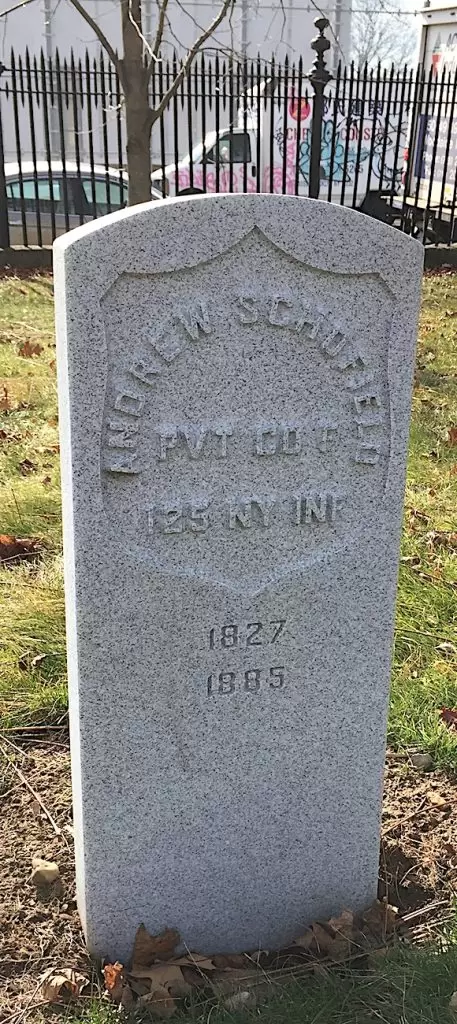 ANDREW SCHOFIELD
PVT CO F
125 NY INF
1827
1885